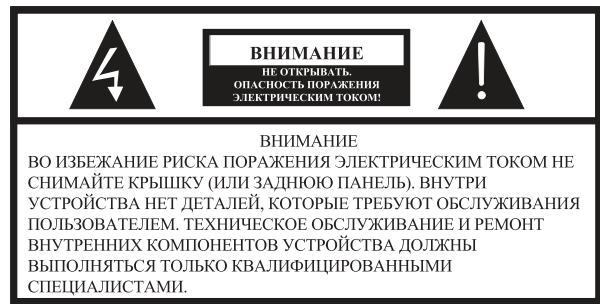 ВНИМАНИЕ
НЕ ОТКРЫВАТЬ.
ОПАСНОСТЬ ПОРАЖЕНИЯ
ЭЛЕКТРИЧЕСКИМ ТОКОМ!
ВНИМАНИЕ
ВО ИЗБЕЖАНИЕ РИСКА ПОРАЖЕНИЯ ЭЛЕКТРИЧЕСКИМ ТОКОМ НЕ
СНИМАЙТЕ КРЫШКУ (ИЛИ ЗАДНЮЮ ПАНЕЛЬ). ВНУТРИ
УСТРОЙСТВА НЕТ ДЕТАЛЕЙ, КОТОРЫЕ ТРЕБУЮТ ОБСЛУЖИВАНИЯ
ПОЛЬЗОВАТЕЛЕМ. ТЕХНИЧЕСКОЕ ОБСЛУЖИВАНИЕ И РЕМОНТ
ВНУТРЕННИХ КОМПОНЕНТОВ УСТРОЙСТВА ДОЛЖНЫ
ВЫПОЛНЯТЬСЯ ТОЛЬКО КВАЛИФИЦИРОВАННЫМИ
СПЕЦИАЛИСТАМИ.